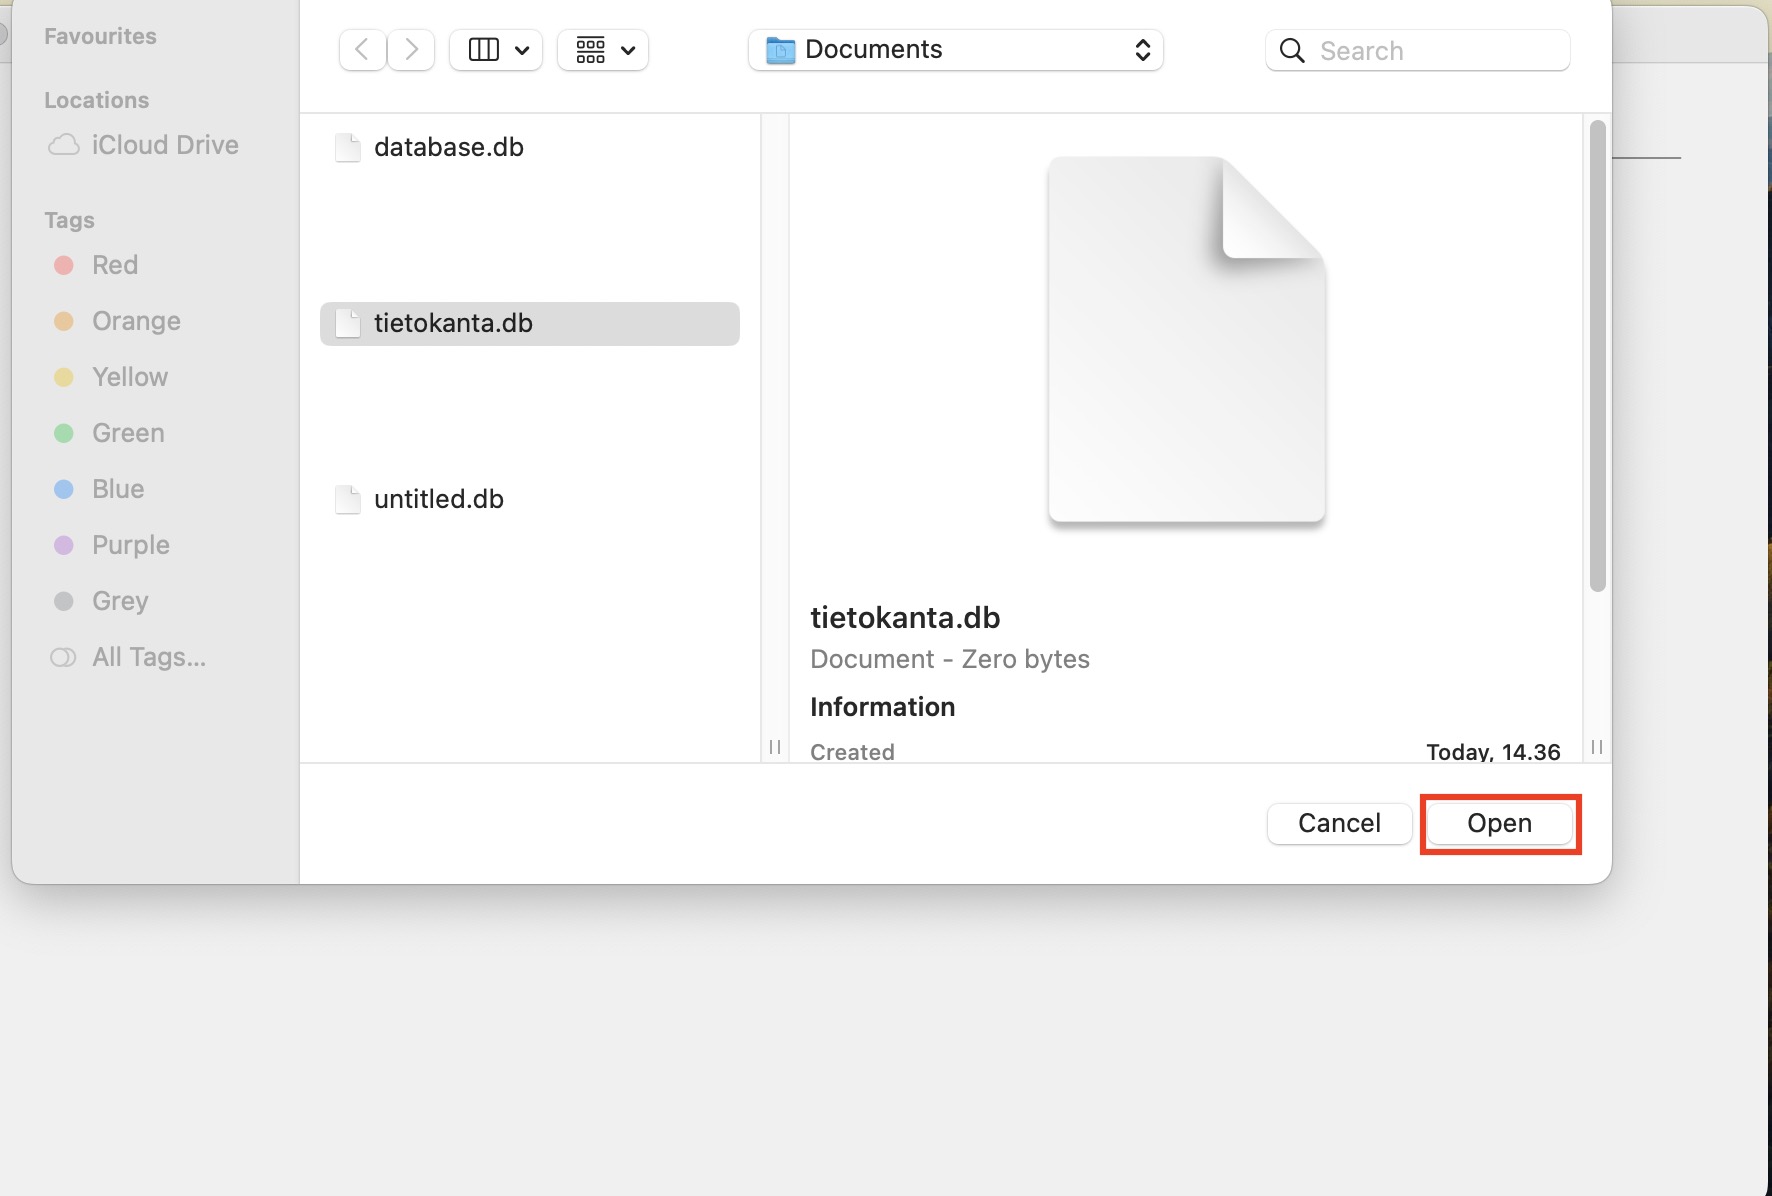 Favourites
Locations
iCloud Drive
Tags
Red
Orange
Yellow
Green
Blue
Purple
Grey
All Tags...
Documents
Search
database.db
tietokanta.db
untitled.db
tietokanta.db
Document - Zero bytes
Information
Created Today, 14.36
Cancel Open